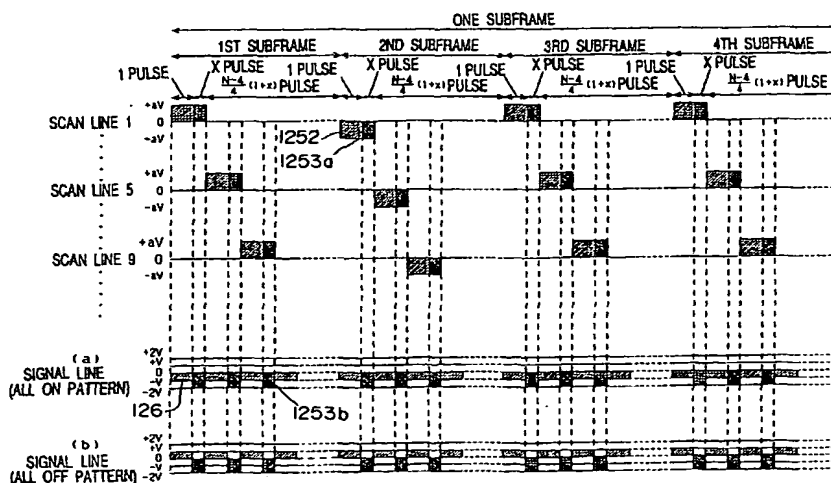 ONE SUBFRAME
1ST SUBFRAME 2ND SUBFRAME 3RD SUBFRAME 4TH SUBFRAME
1 PULSE X PULSE 1 PULSE X PULSE 1 PULSE X PULSE 1 PULSE X PULSE
N-4/4 (1+x) PULSE N-4/4 (1+x) PULSE N-4/4 (1+x) PULSE N-4/4 (1+x) PULSE
+aV
SCAN LINE 1 0
-aV
1252
1253a
+aV
SCAN LINE 5 0
-aV
+aV
SCAN LINE 9 0
-aV
(a)
SIGNAL LINE
(ALL ON PATTERN)
+2V
+V
0
-V
-2V
126
1253b
(b)
SIGNAL LINE
(ALL OFF PATTERN)
+2V
+V
0
-V
-2V